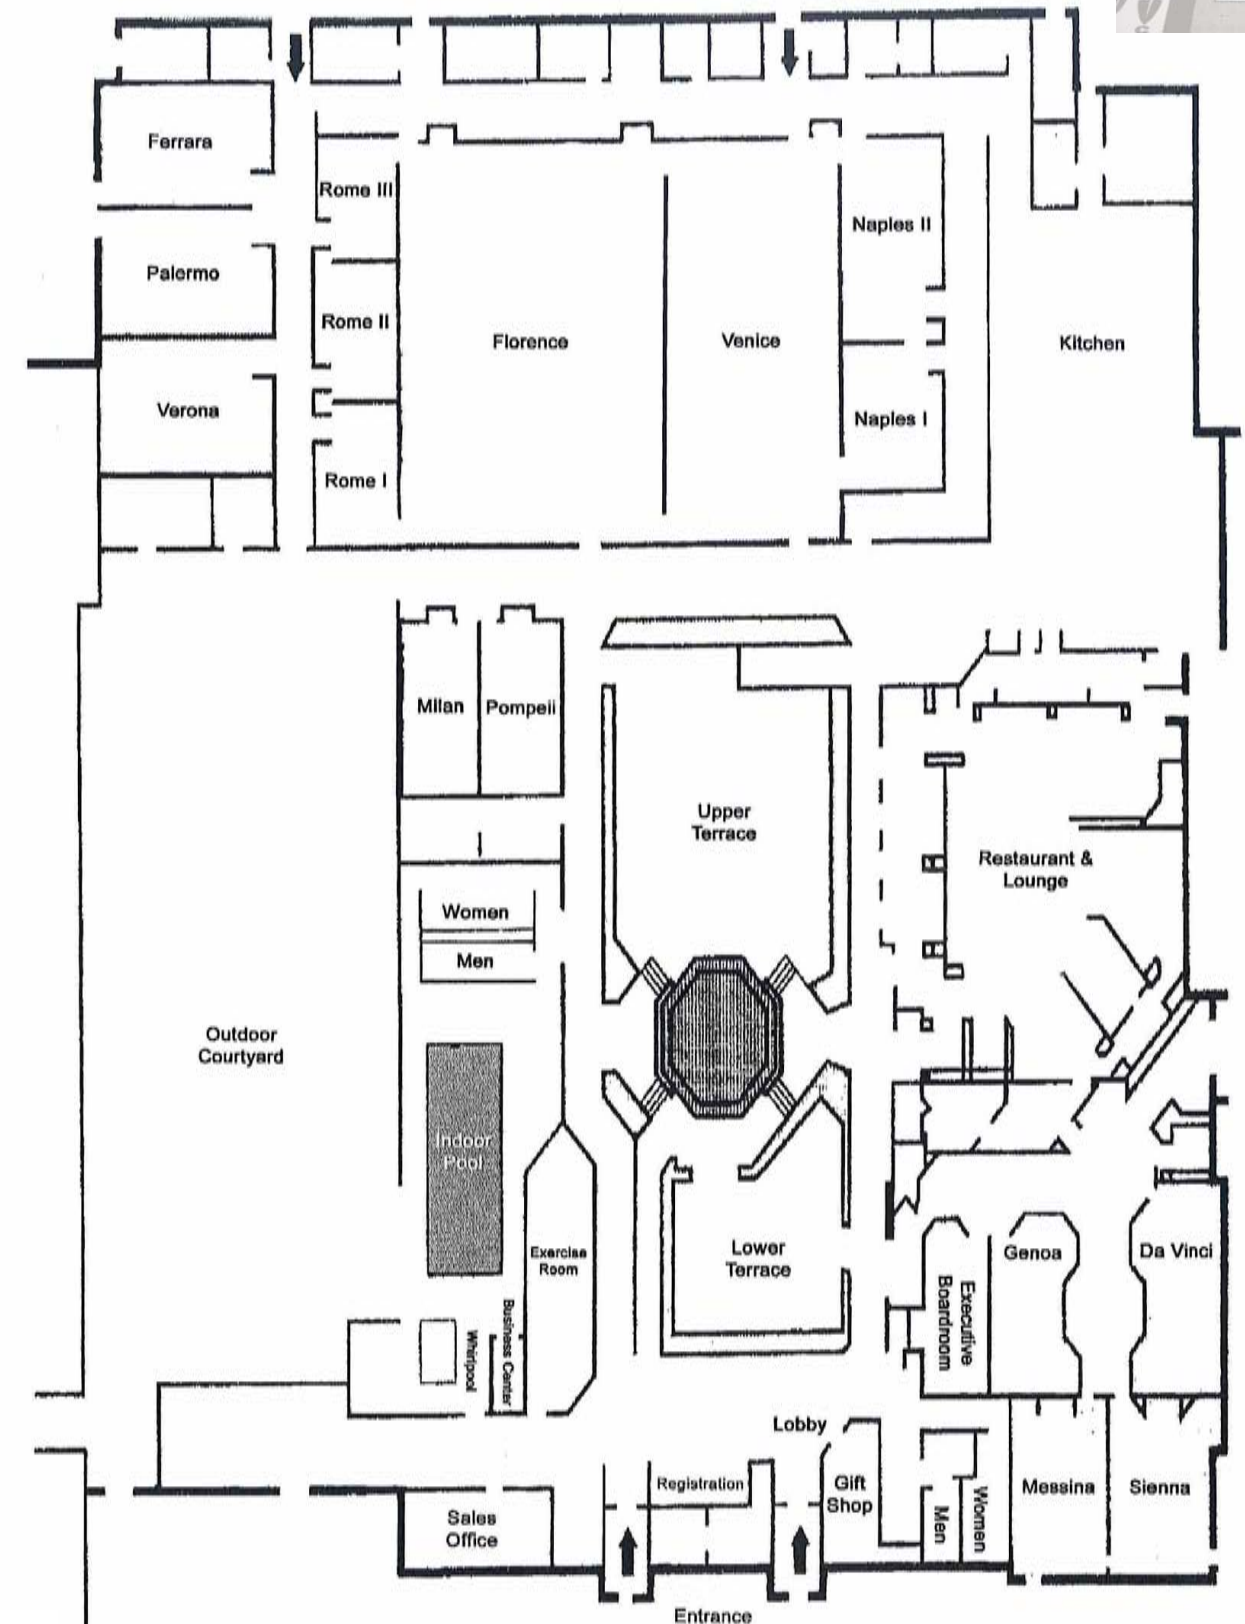 Ferrara
Rome III
Naples II
Palermo
Rome II
Florence
Venice
Kitchen
Verona
Naples I
Rome I
Milan
Pompeii
Upper
Terrace
Restaurant &
Lounge
Women
Men
Outdoor
Courtyard
Indoor
Pool
Exercise
Room
Lower
Terrace
Genoa
Da Vinci
Executive
Boardroom
Business Center
Whirlpool
Lobby
Registration
Gift
Shop
Men
Women
Messina
Sienna
Sales
Office
Entrance